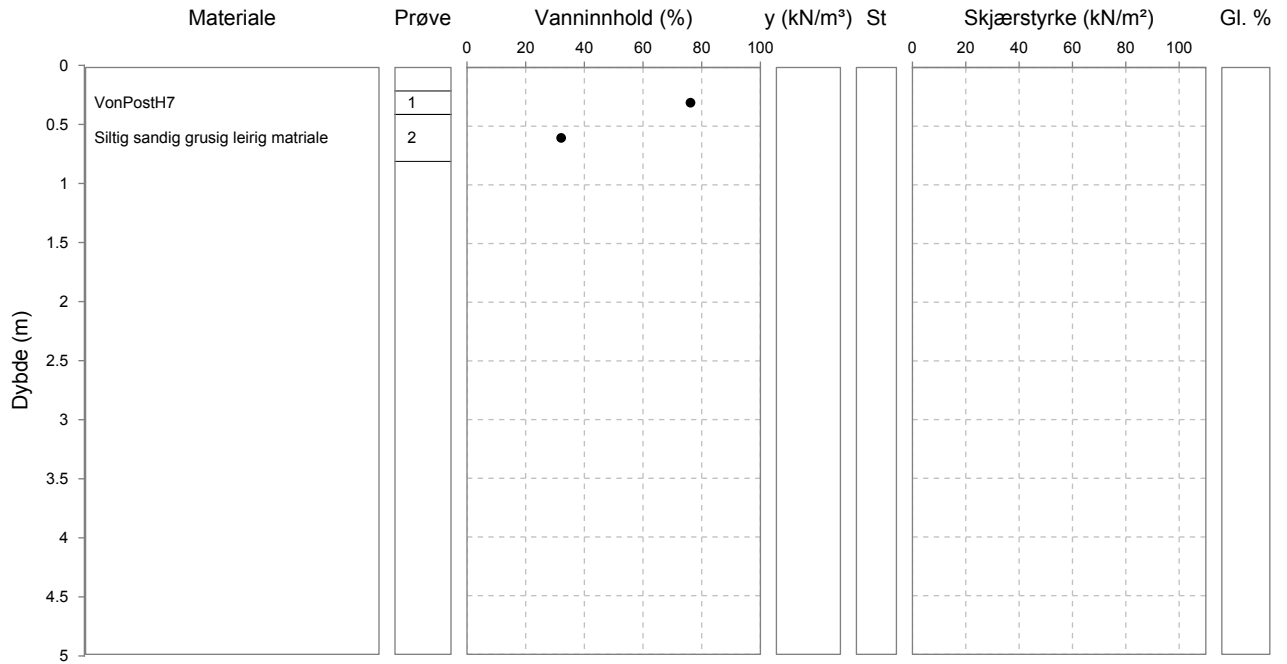 Materiale Prøve Vanninnhold (%) y (kN/m³) St Skjærstyrke (kN/m²) Gl. %
0 20 40 60 80 100 0 20 40 60 80 100
0
VonPostH7 1
0.5
Siltig sandig grusig leirig matriale 2
1
1.5
2
2.5
Dybde (m)
3
3.5
4
4.5
5